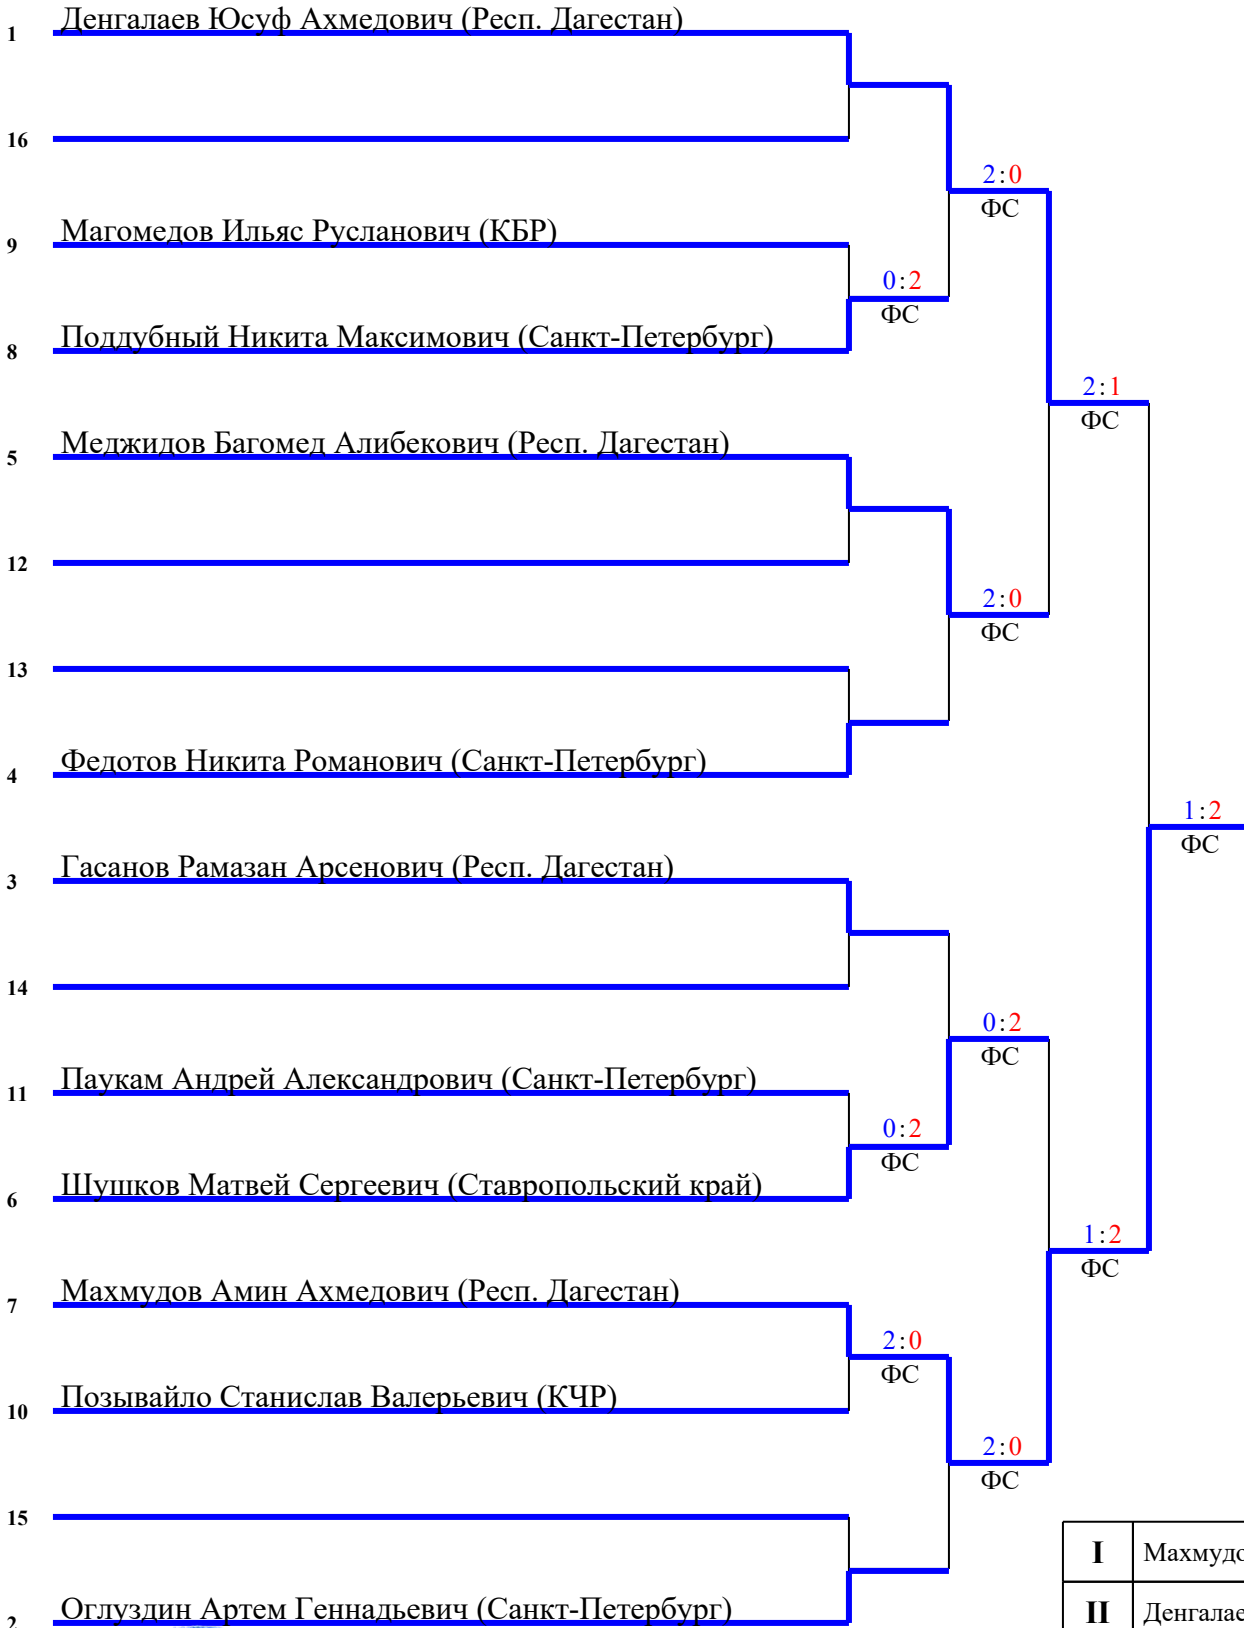 Денгалаев Юсуф Ахмедович (Респ. Дагестан)
1
16
2:0
ФС
Магомедов Ильяс Русланович (КБР)
9
0:2
ФС
Поддубный Никита Максимович (Санкт-Петербург)
8
2:1
ФС
Меджидов Багомед Алибекович (Респ. Дагестан)
5
12
2:0
ФС
13
Федотов Никита Романович (Санкт-Петербург)
4
1:2
ФС
Гасанов Рамазан Арсенович (Респ. Дагестан)
3
14
0:2
ФС
Паукам Андрей Александрович (Санкт-Петербург)
11
0:2
ФС
Шушков Матвей Сергеевич (Ставропольский край)
6
1:2
ФС
Махмудов Амин Ахмедович (Респ. Дагестан)
7
2:0
ФС
Позывайло Станислав Валерьевич (КЧР)
10
2:0
ФС
15
I Махмудо
Оглуздин Артем Геннадьевич (Санкт-Петербург)
2
II Денгалае